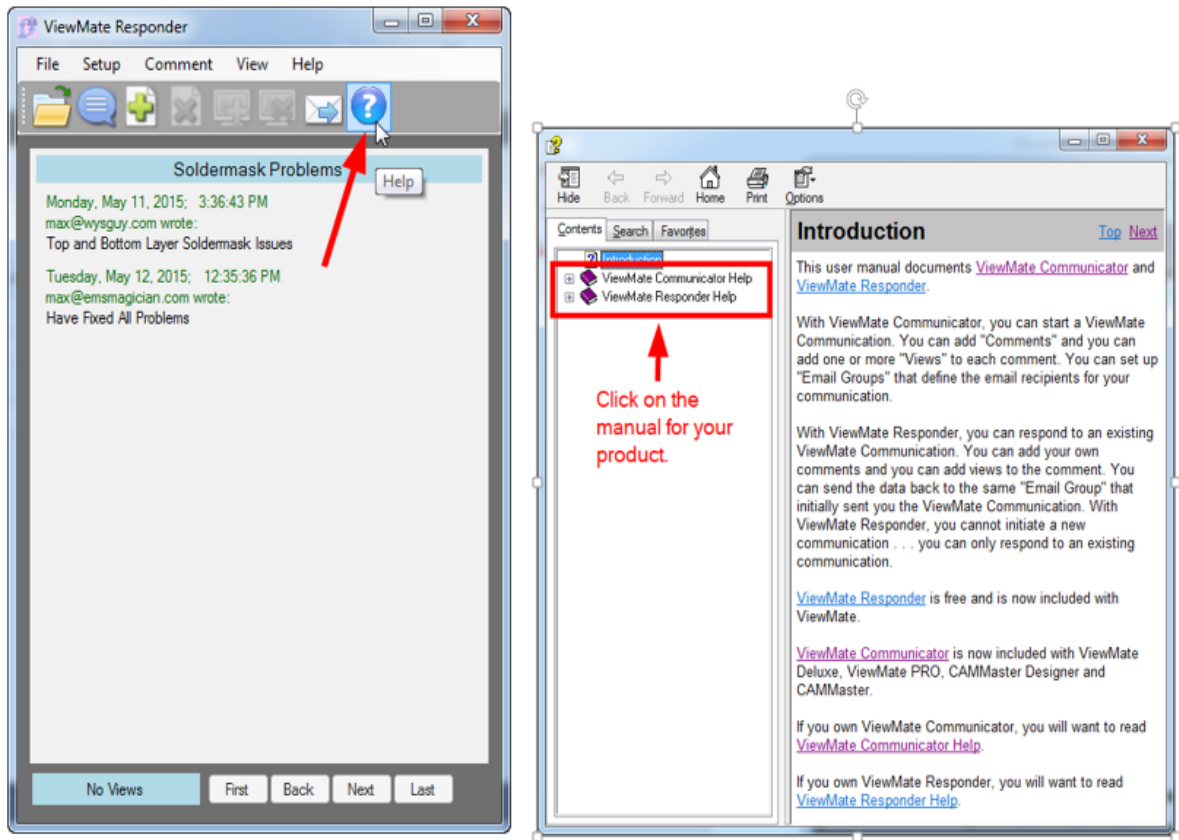 ViewMate Responder
File Setup Comment View Help
Help
Soldermask Problems
Monday, May 11, 2015; 3:36:43 PM
max@wysguy.com wrote:
Top and Bottom Layer Soldermask Issues
Tuesday, May 12, 2015; 12:35:36 PM
max@emsmagician.com wrote:
Have Fixed All Problems
No Views First Back Next Last
Hide Back Forward Home Print Options
Contents Search Favorites
Introduction
ViewMate Communicator Help
ViewMate Responder Help
Click on the
manual for your
product.
Introduction Top Next
This user manual documents ViewMate Communicator and
ViewMate Responder.
With ViewMate Communicator, you can start a ViewMate
Communication. You can add "Comments" and you can
add one or more "Views" to each comment. You can set up
"Email Groups" that define the email recipients for your
communication.
With ViewMate Responder, you can respond to an existing
ViewMate Communication. You can add your own
comments and you can add views to the comment. You
can send the data back to the same "Email Group" that
initially sent you the ViewMate Communication. With
ViewMate Responder, you cannot initiate a new
communication . . . you can only respond to an existing
communication.
ViewMate Responder is free and is now included with
ViewMate.
ViewMate Communicator is now included with ViewMate
Deluxe, ViewMate PRO, CAMMaster Designer and
CAMMaster.
If you own ViewMate Communicator, you will want to read
ViewMate Communicator Help.
If you own ViewMate Responder, you will want to read
ViewMate Responder Help.